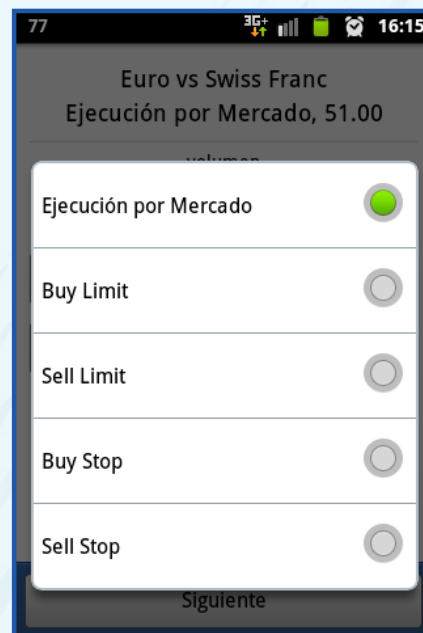 77
3G+
16:15
Euro vs Swiss Franc
Ejecución por Mercado, 51.00
volumen
Ejecución por Mercado
Buy Limit
Sell Limit
Buy Stop
Sell Stop
Siguiente